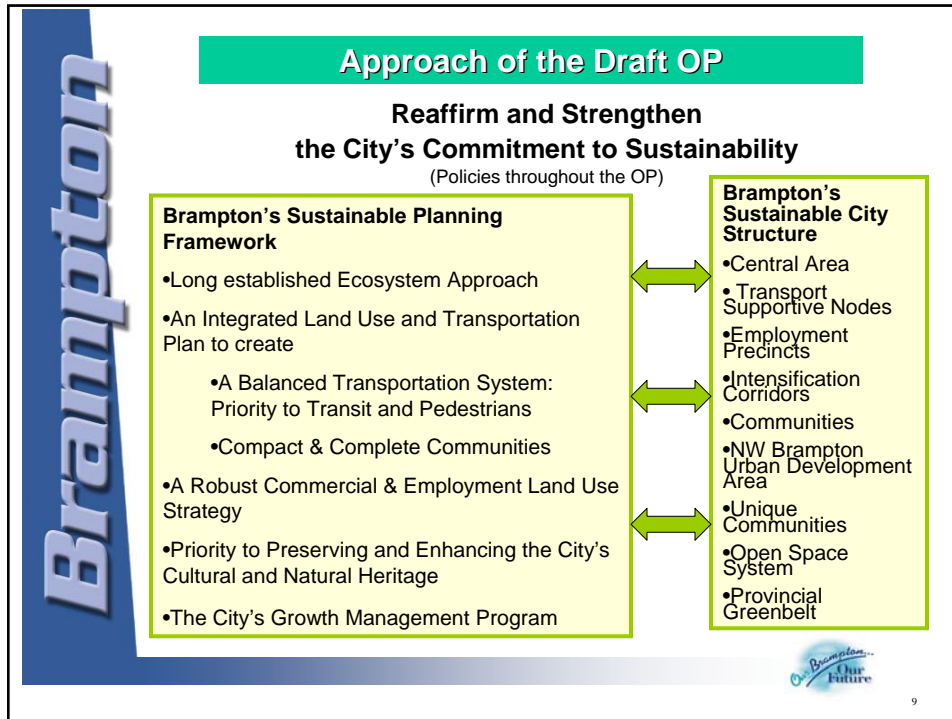 Brampton
Approach of the Draft OP
Reaffirm and Strengthen
the City's Commitment to Sustainability
(Policies throughout the OP)
Brampton's Sustainable Planning
Framework
•Long established Ecosystem Approach
•An Integrated Land Use and Transportation
Plan to create
•A Balanced Transportation System:
Priority to Transit and Pedestrians
•Compact & Complete Communities
•A Robust Commercial & Employment Land Use
Strategy
•Priority to Preserving and Enhancing the City's
Cultural and Natural Heritage
•The City's Growth Management Program
Brampton's
Sustainable City
Structure
•Central Area
• Transport
Supportive Nodes
•Employment
Precincts
•Intensification
Corridors
•Communities
•NW Brampton
Urban Development
Area
•Unique
Communities
•Open Space
System
•Provincial
Greenbelt
Our Brampton...
Our
Future
9